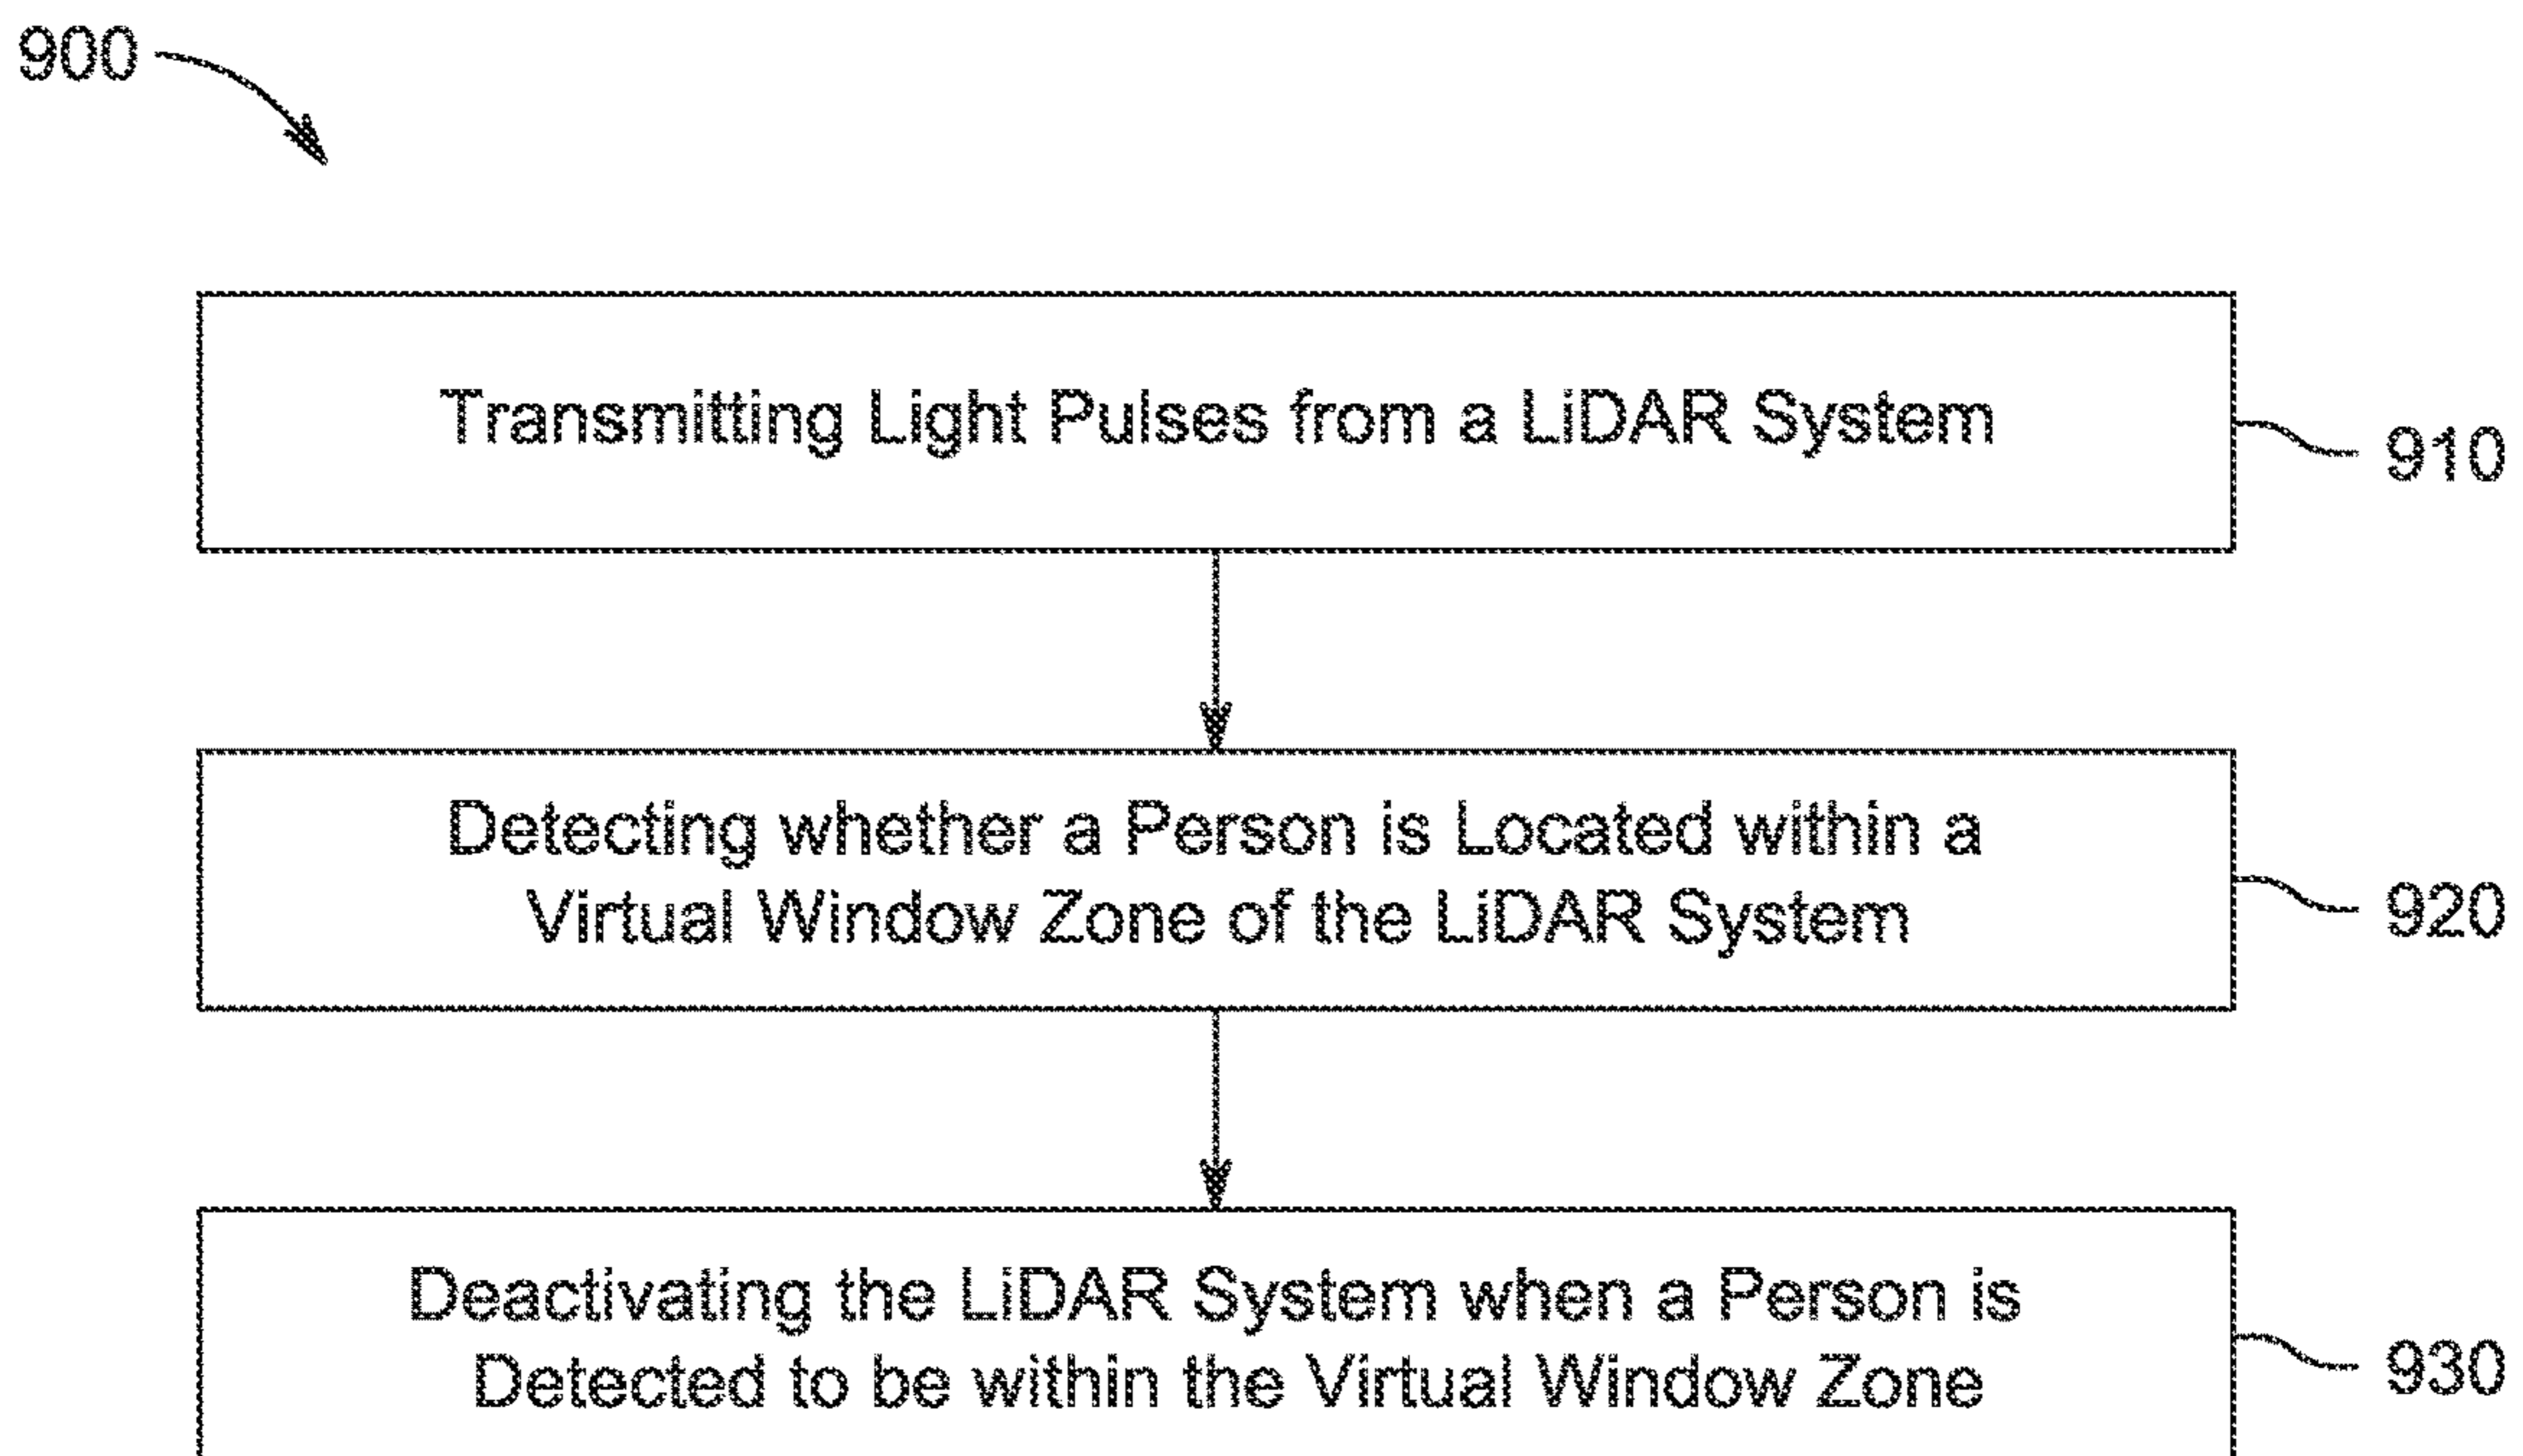 900
Transmitting Light Pulses from a LiDAR System
910
Detecting whether a Person is Located within a
Virtual Window Zone of the LiDAR System
920
Deactivating the LiDAR System when a Person is
Detected to be within the Virtual Window Zone
930